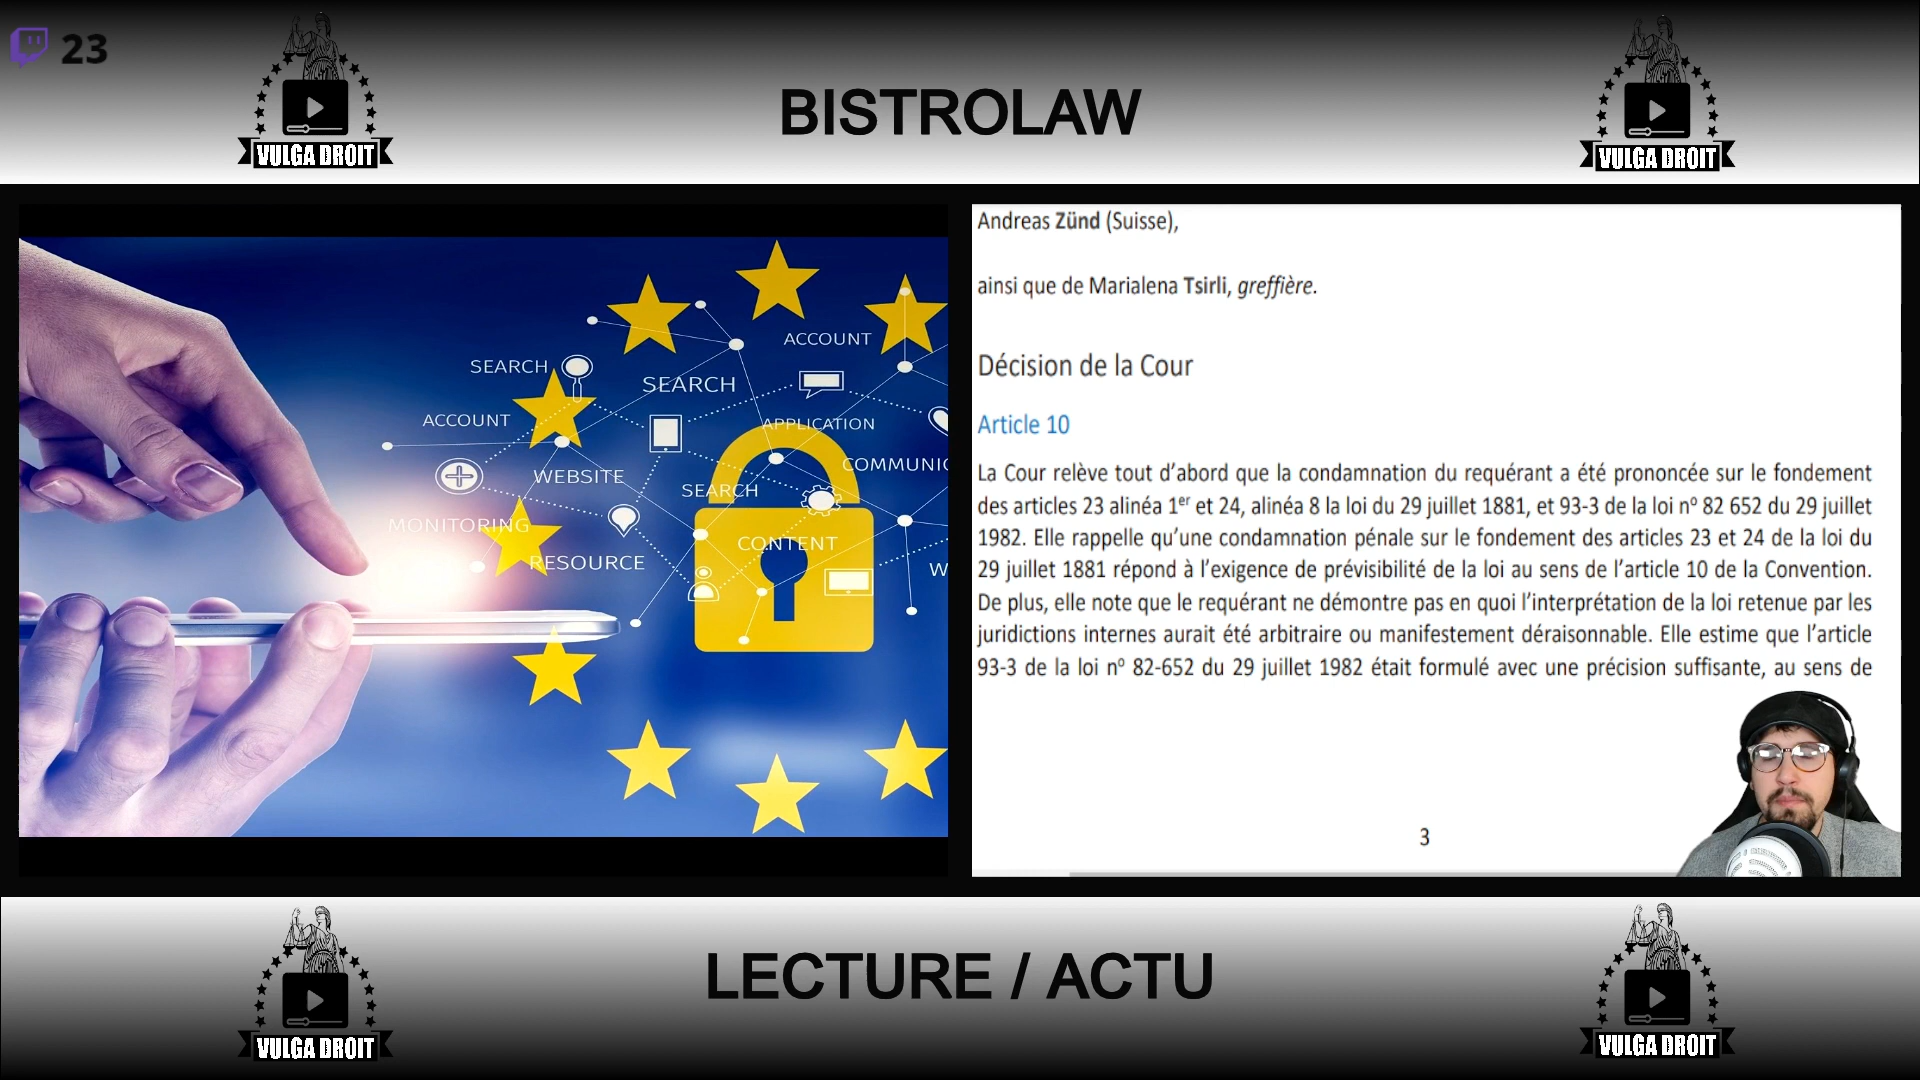 23
VULGA DROIT
BISTROLAW
VULGA DROIT
SEARCH
ACCOUNT
SEARCH
ACCOUNT
APPLICATION
COMMUNIC
WEBSITE
SEARCH
MONITORING
CONTENT
RESOURCE
W
Andreas Zünd (Suisse),
ainsi que de Marialena Tsirli, greffière.
Décision de la Cour
Article 10
La Cour relève tout d’abord que la condamnation du requérant a été prononcée sur le fondement
des articles 23 alinéa 1er et 24, alinéa 8 la loi du 29 juillet 1881, et 93-3 de la loi nº 82 652 du 29 juillet
1982. Elle rappelle qu’une condamnation pénale sur le fondement des articles 23 et 24 de la loi du
29 juillet 1881 répond à l’exigence de prévisibilité de la loi au sens de l’article 10 de la Convention.
De plus, elle note que le requérant ne démontre pas en quoi l’interprétation de la loi retenue par les
juridictions internes aurait été arbitraire ou manifestement déraisonnable. Elle estime que l’article
93-3 de la loi nº 82-652 du 29 juillet 1982 était formulé avec une précision suffisante, au sens de
3
VULGA DROIT
LECTURE / ACTU
VULGA DROIT